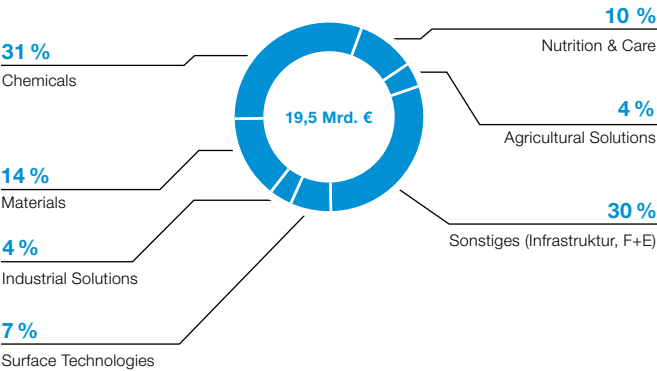 31 %
Chemicals
14 %
Materials
4 %
Industrial Solutions
7 %
Surface Technologies
19,5 Mrd. €
10 %
Nutrition & Care
4 %
Agricultural Solutions
30 %
Sonstiges (Infrastruktur, F+E)